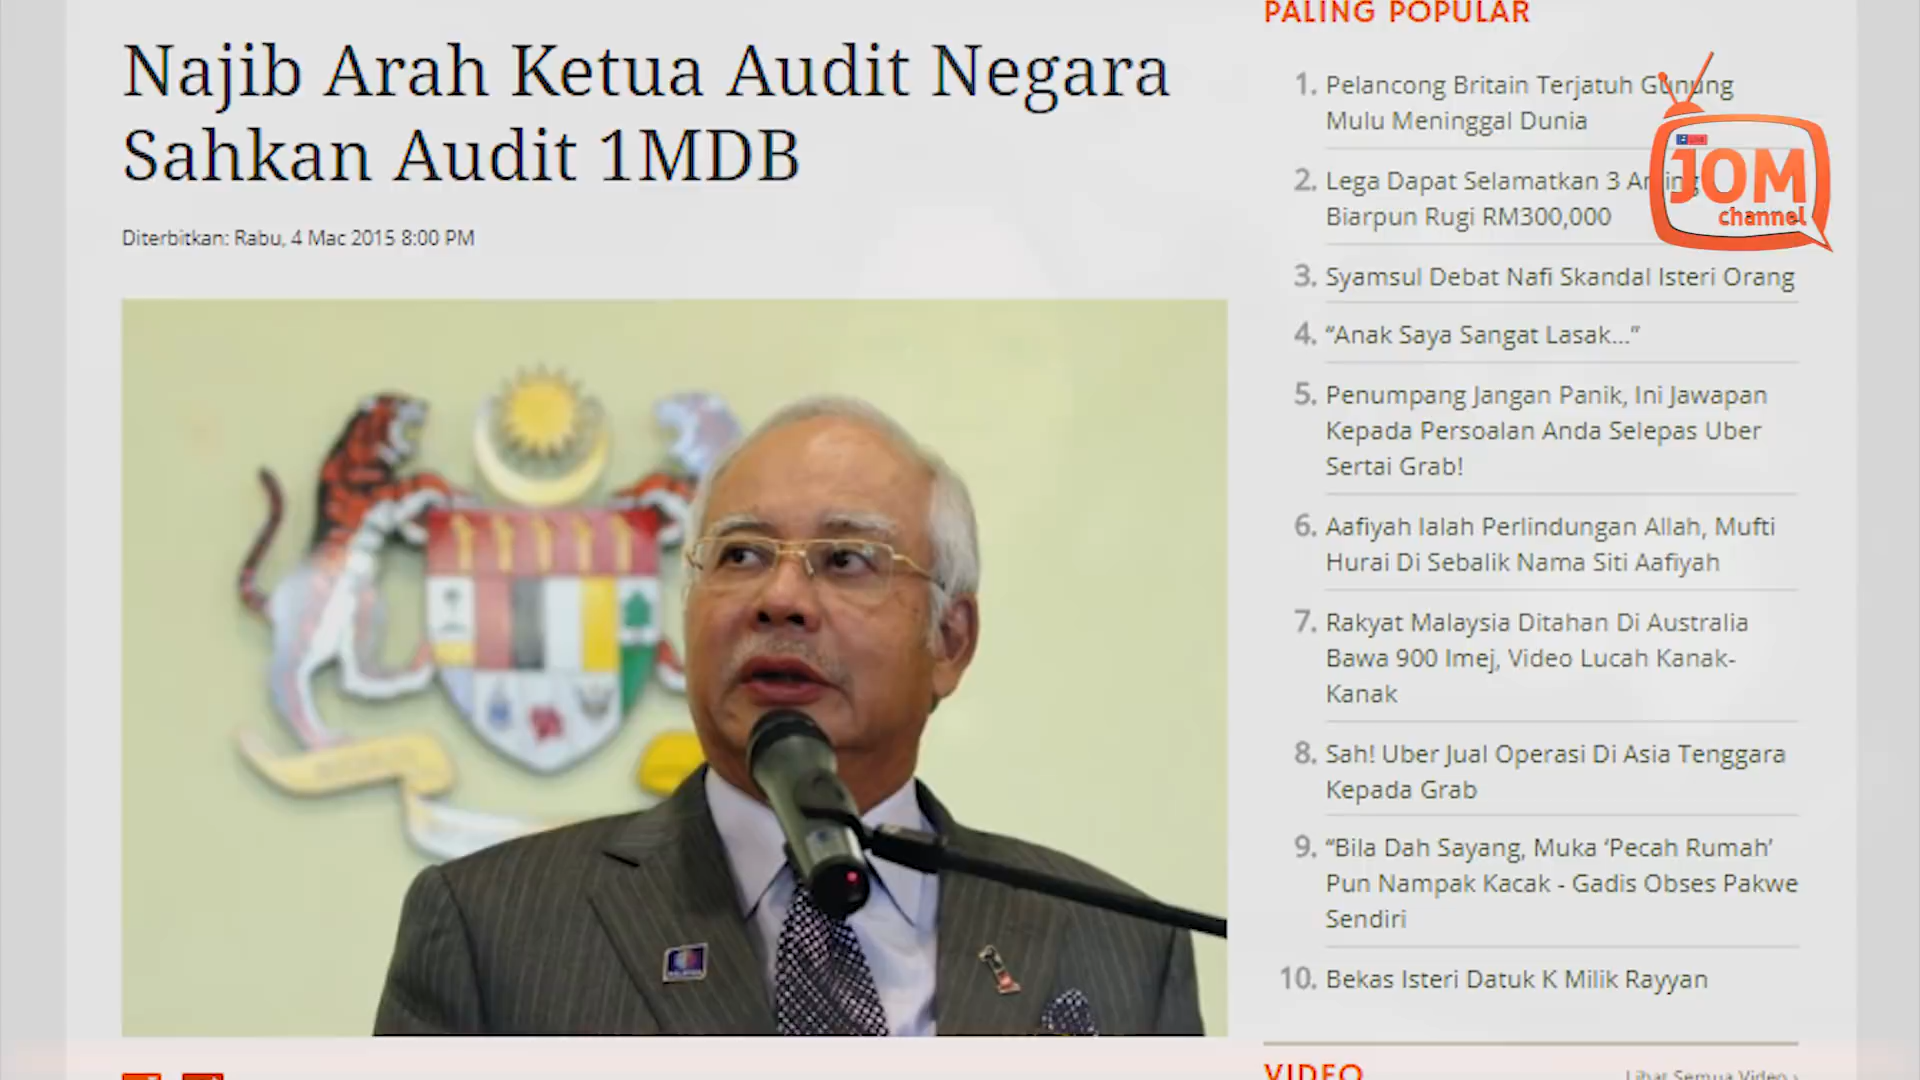 Najib Arah Ketua Audit Negara
Sahkan Audit 1MDB
Diterbitkan: Rabu, 4 Mac 2015 8:00 PM
PALING POPULAR
1. Pelancong Britain Terjatuh Gunung
Mulu Meninggal Dunia
2. Lega Dapat Selamatkan 3 Anjing
Biarpun Rugi RM300,000
3. Syamsul Debat Nafi Skandal Isteri Orang
4. “Anak Saya Sangat Lasak...”
5. Penumpang Jangan Panik, Ini Jawapan
Kepada Persoalan Anda Selepas Uber
Sertai Grab!
6. Aafiyah Ialah Perlindungan Allah, Mufti
Hurai Di Sebalik Nama Siti Aafiyah
7. Rakyat Malaysia Ditahan Di Australia
Bawa 900 Imej, Video Lucah Kanak-
Kanak
8. Sah! Uber Jual Operasi Di Asia Tenggara
Kepada Grab
9. “Bila Dah Sayang, Muka ‘Pecah Rumah’
Pun Nampak Kacak - Gadis Obses Pakwe
Sendiri
10. Bekas Isteri Datuk K Milik Rayyan
VIDEO
Lihat Semua Video ›
JOM
channel